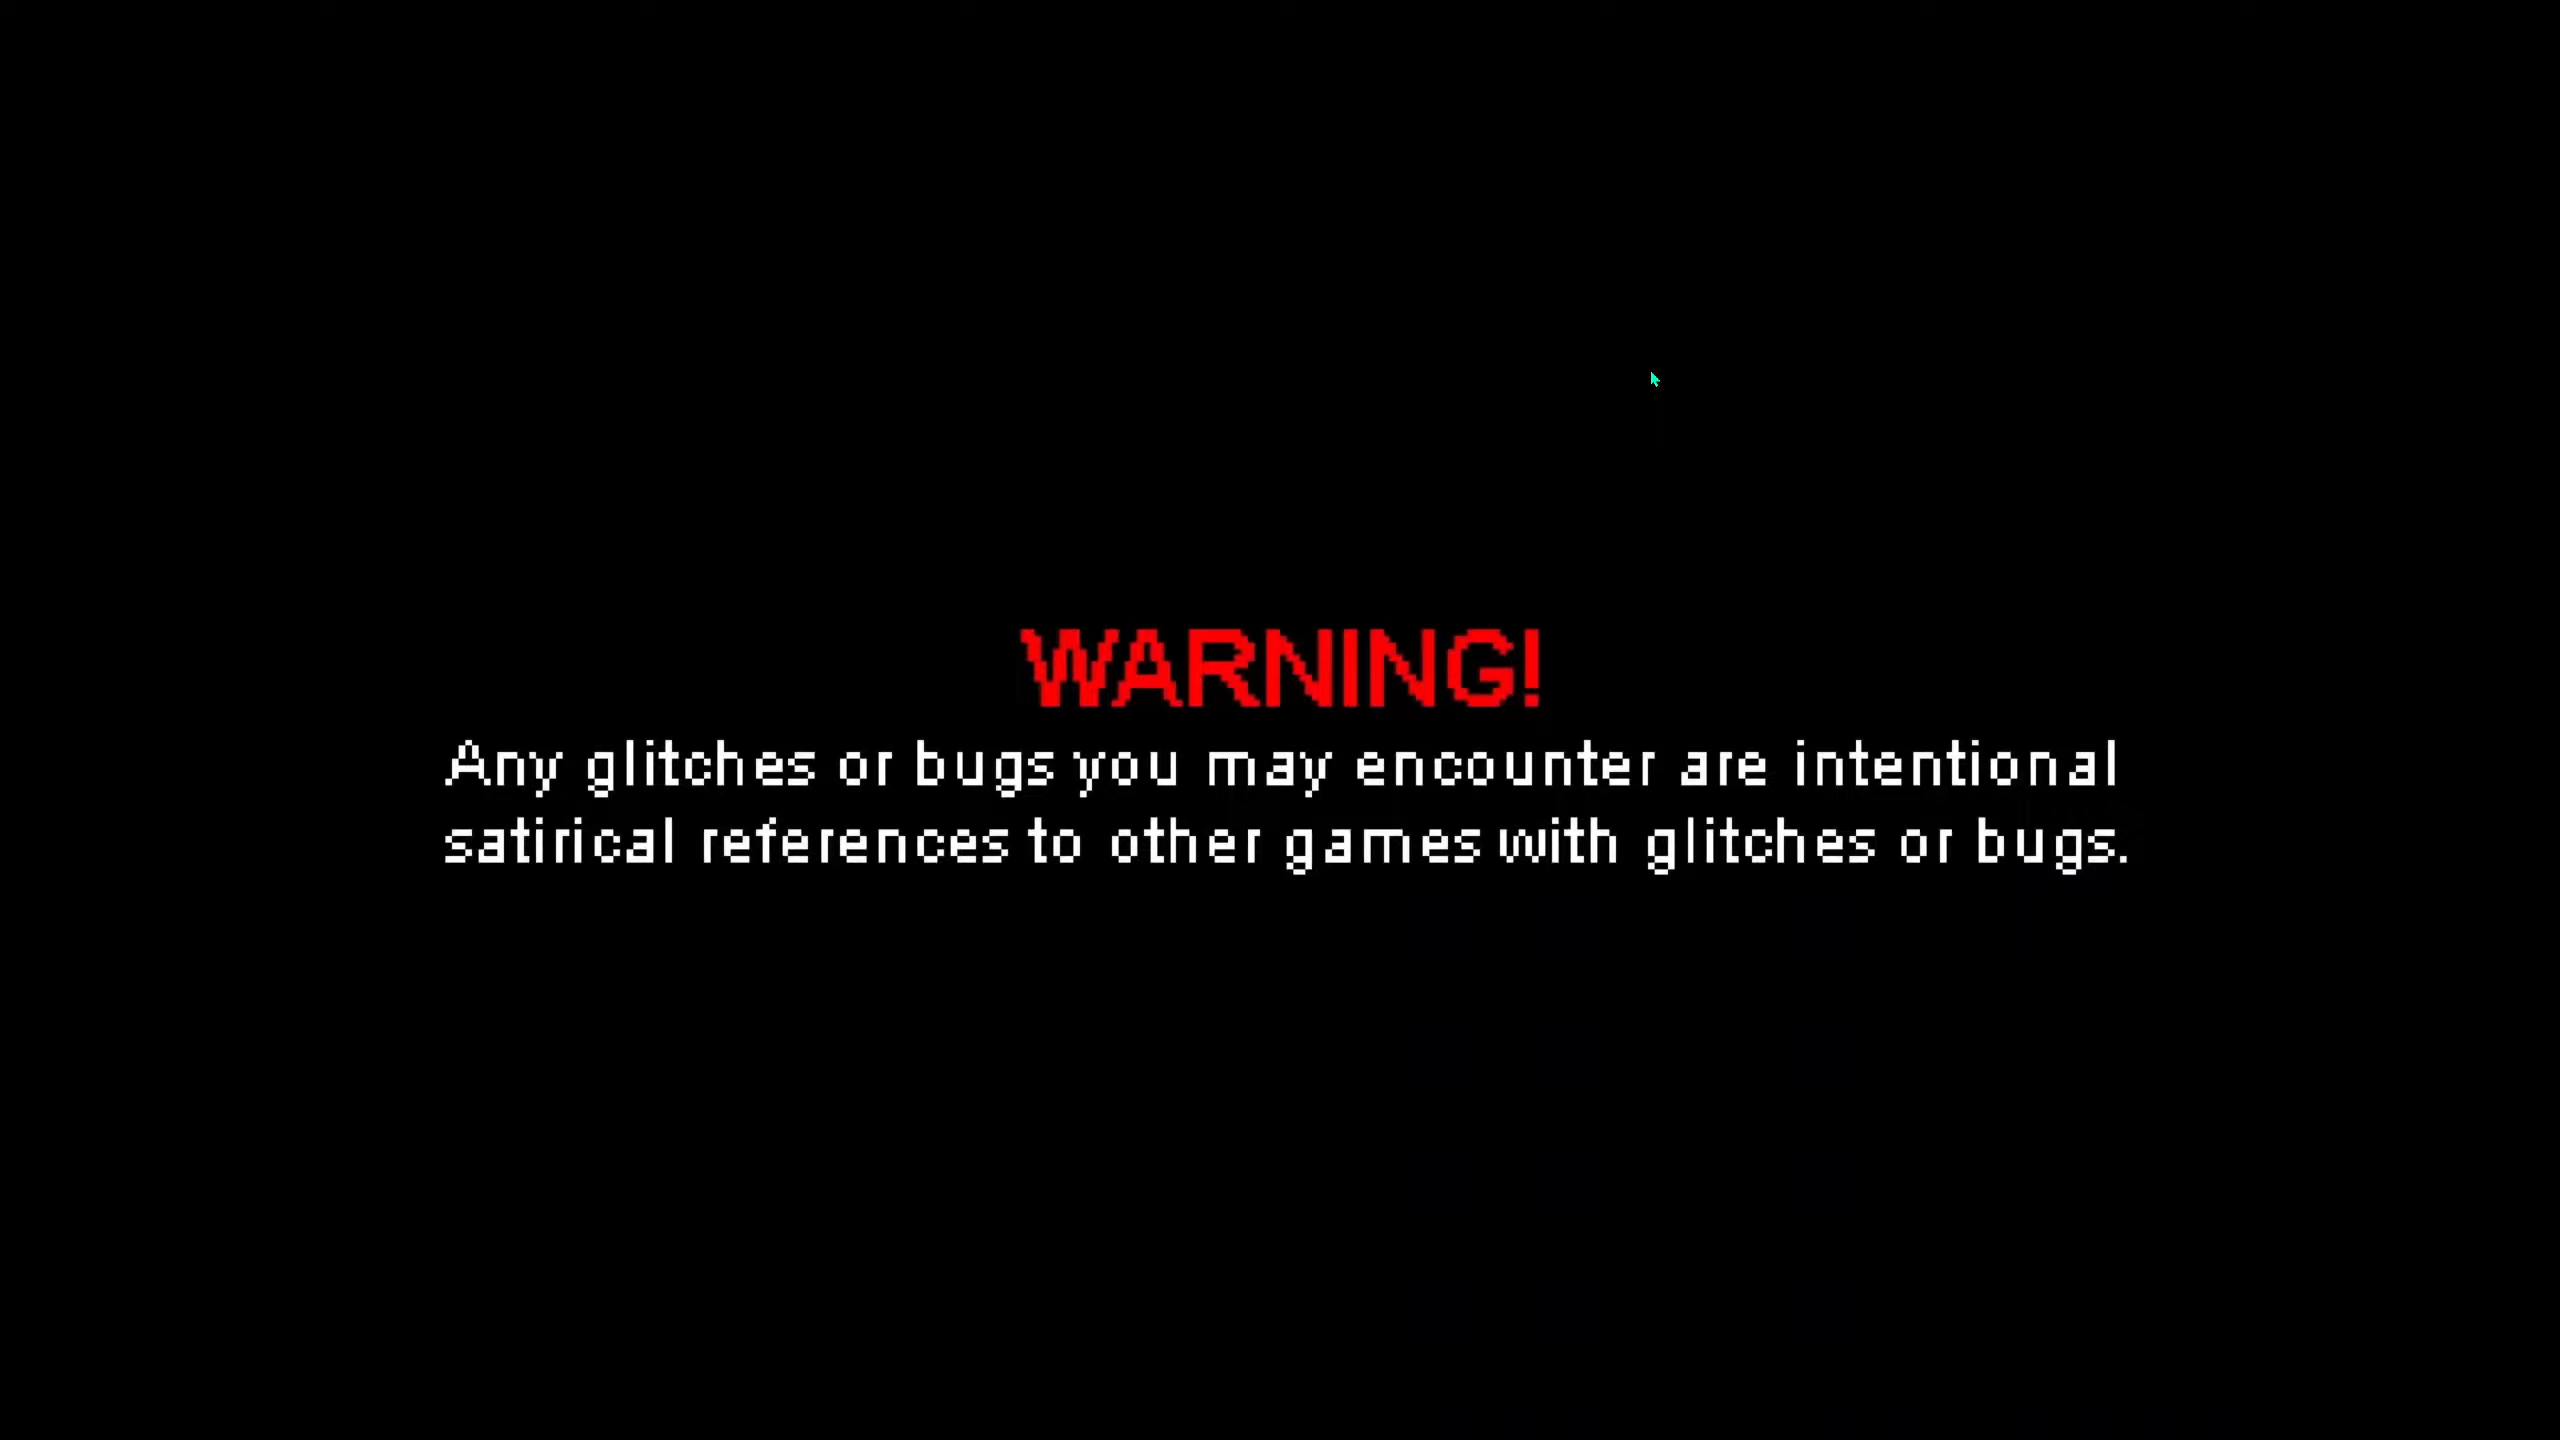 WARNING!
Any glitches or bugs you may encounter are intentional
satirical references to other games with glitches or bugs.